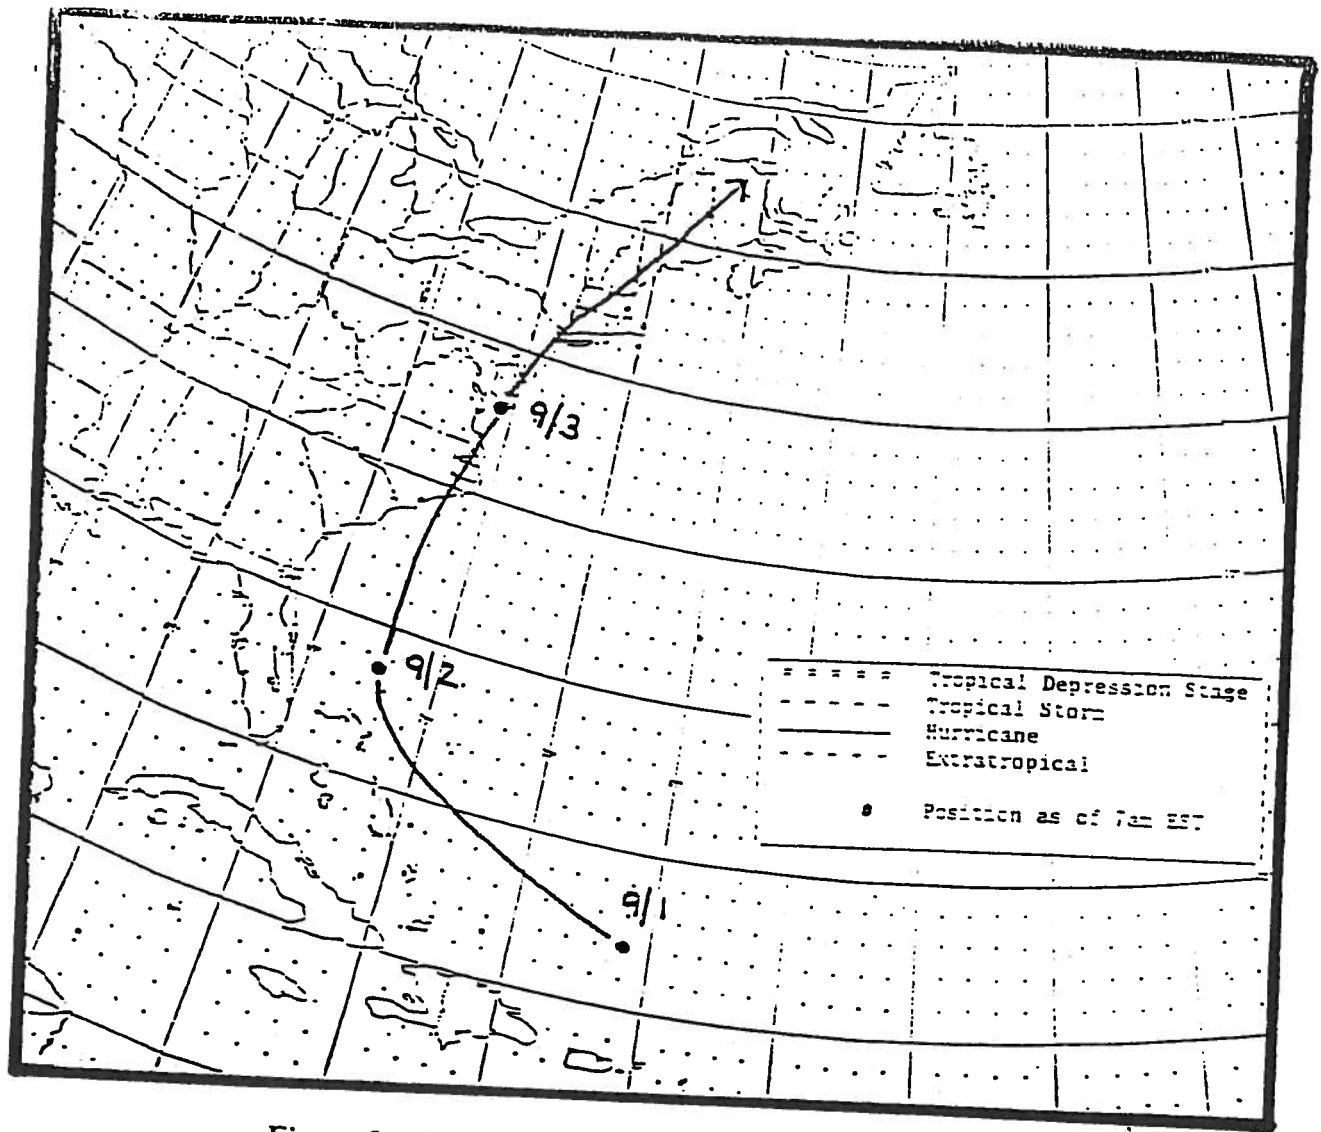 9/3
9/2
Tropical Depression Stage
Tropical Storm
Hurricane
Extratropical
Position as of 7am EST
9/1